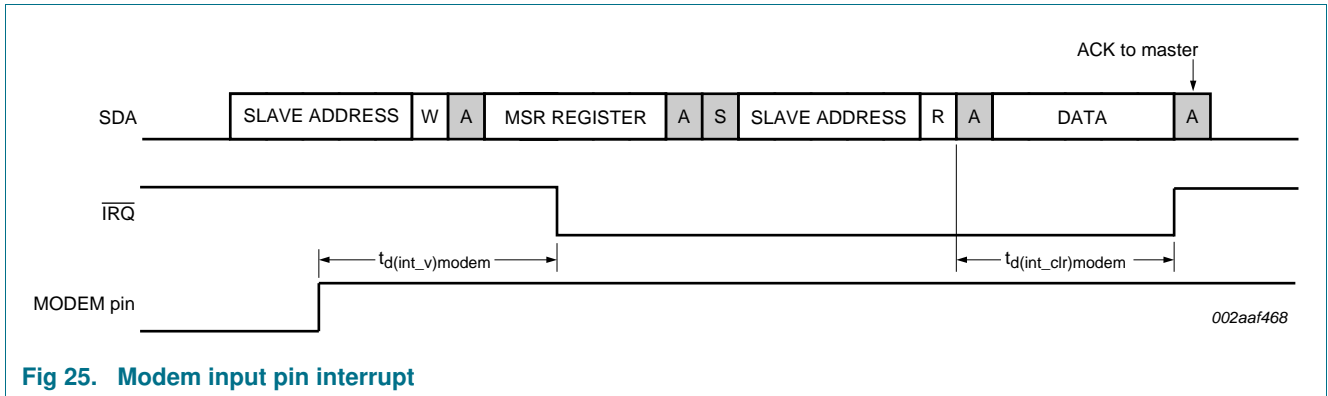 ACK to master
SDA SLAVE ADDRESS W A MSR REGISTER A S SLAVE ADDRESS R A DATA A
IRQ
td(int_v)modem td(int_clr)modem
MODEM pin
002aaf468
Fig 25. Modem input pin interrupt